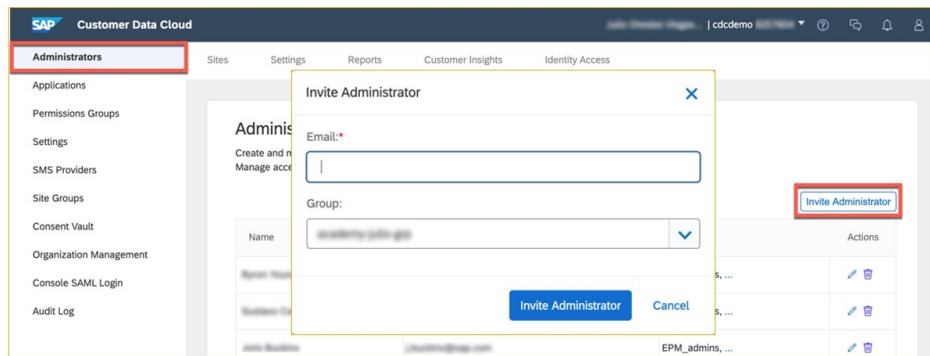 SAP Customer Data Cloud
| cdcdemo
Administrators
Applications
Permissions Groups
Settings
SMS Providers
Site Groups
Consent Vault
Organization Management
Console SAML Login
Audit Log
Sites Settings Reports Customer Insights Identity Access
Adminis
Create and m
Manage acce
Invite Administrator
Name Actions
s, ...
s, ...
EPM_admins, ...
Invite Administrator
Email:*
Group:
Invite Administrator Cancel